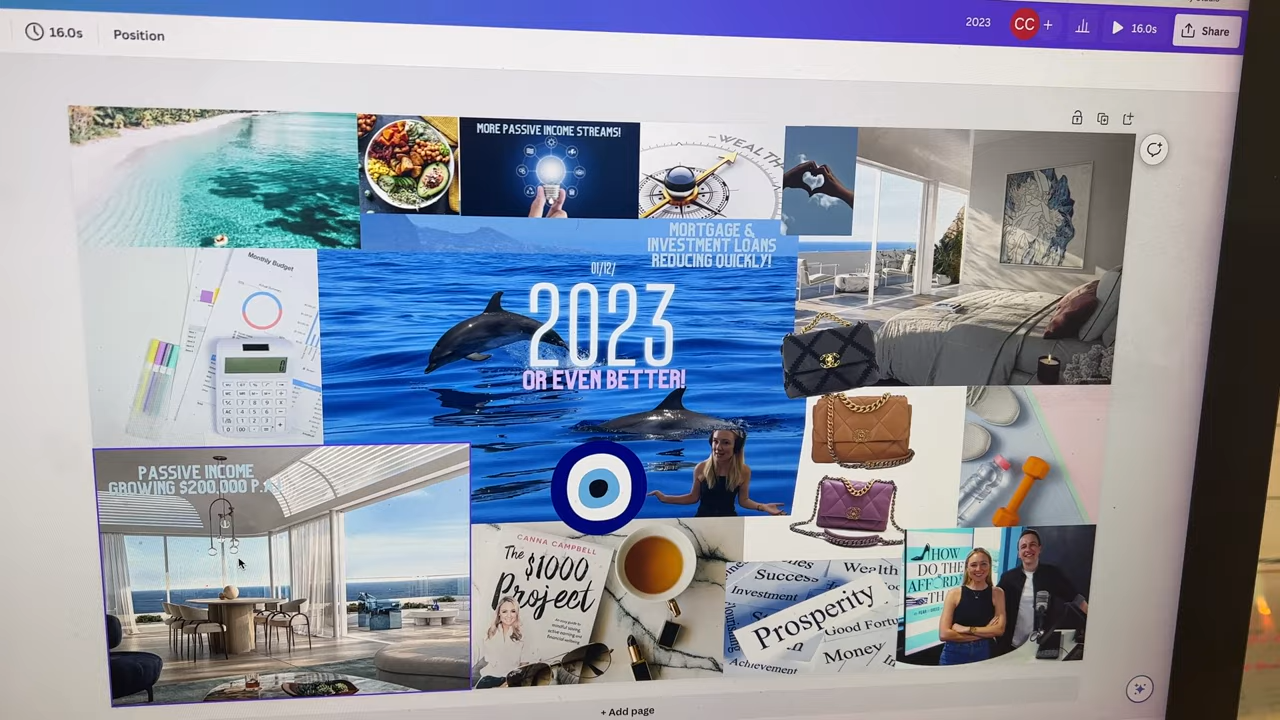 16.0s
Position
2023
CC
+
16.0s
Share
MORE PASSIVE INCOME STREAMS!
WEALTH
MORTGAGE &
INVESTMENT LOANS
REDUCING QUICKLY!
Monthly Budget
01/12/
2023
OR EVEN BETTER!
0
PASSIVE INCOME
GROWING $200,000 P.A
CANNA CAMPBELL
The
$1000
Project
Success
Wealth
Investment
Prosperity
Good Fortu
Money
Achievement
HOW
DO THE
AFFORD
TH
+ Add page